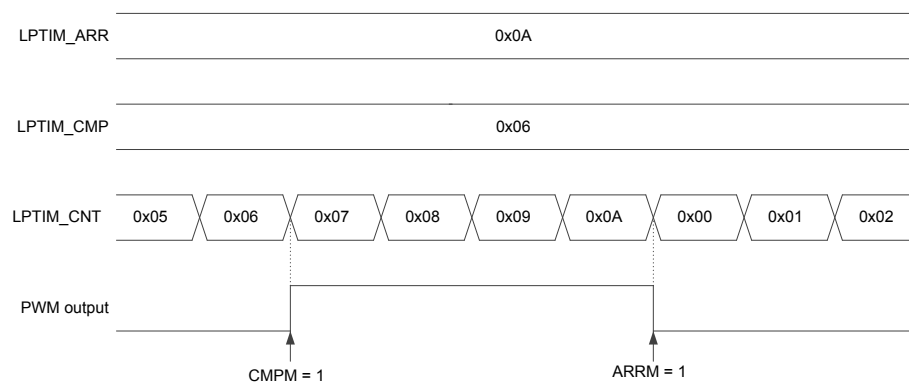 LPTIM_ARR 0x0A
LPTIM_CMP 0x06
LPTIM_CNT 0x05 0x06 0x07 0x08 0x09 0x0A 0x00 0x01 0x02
PWM output
CMPM = 1 ARRM = 1